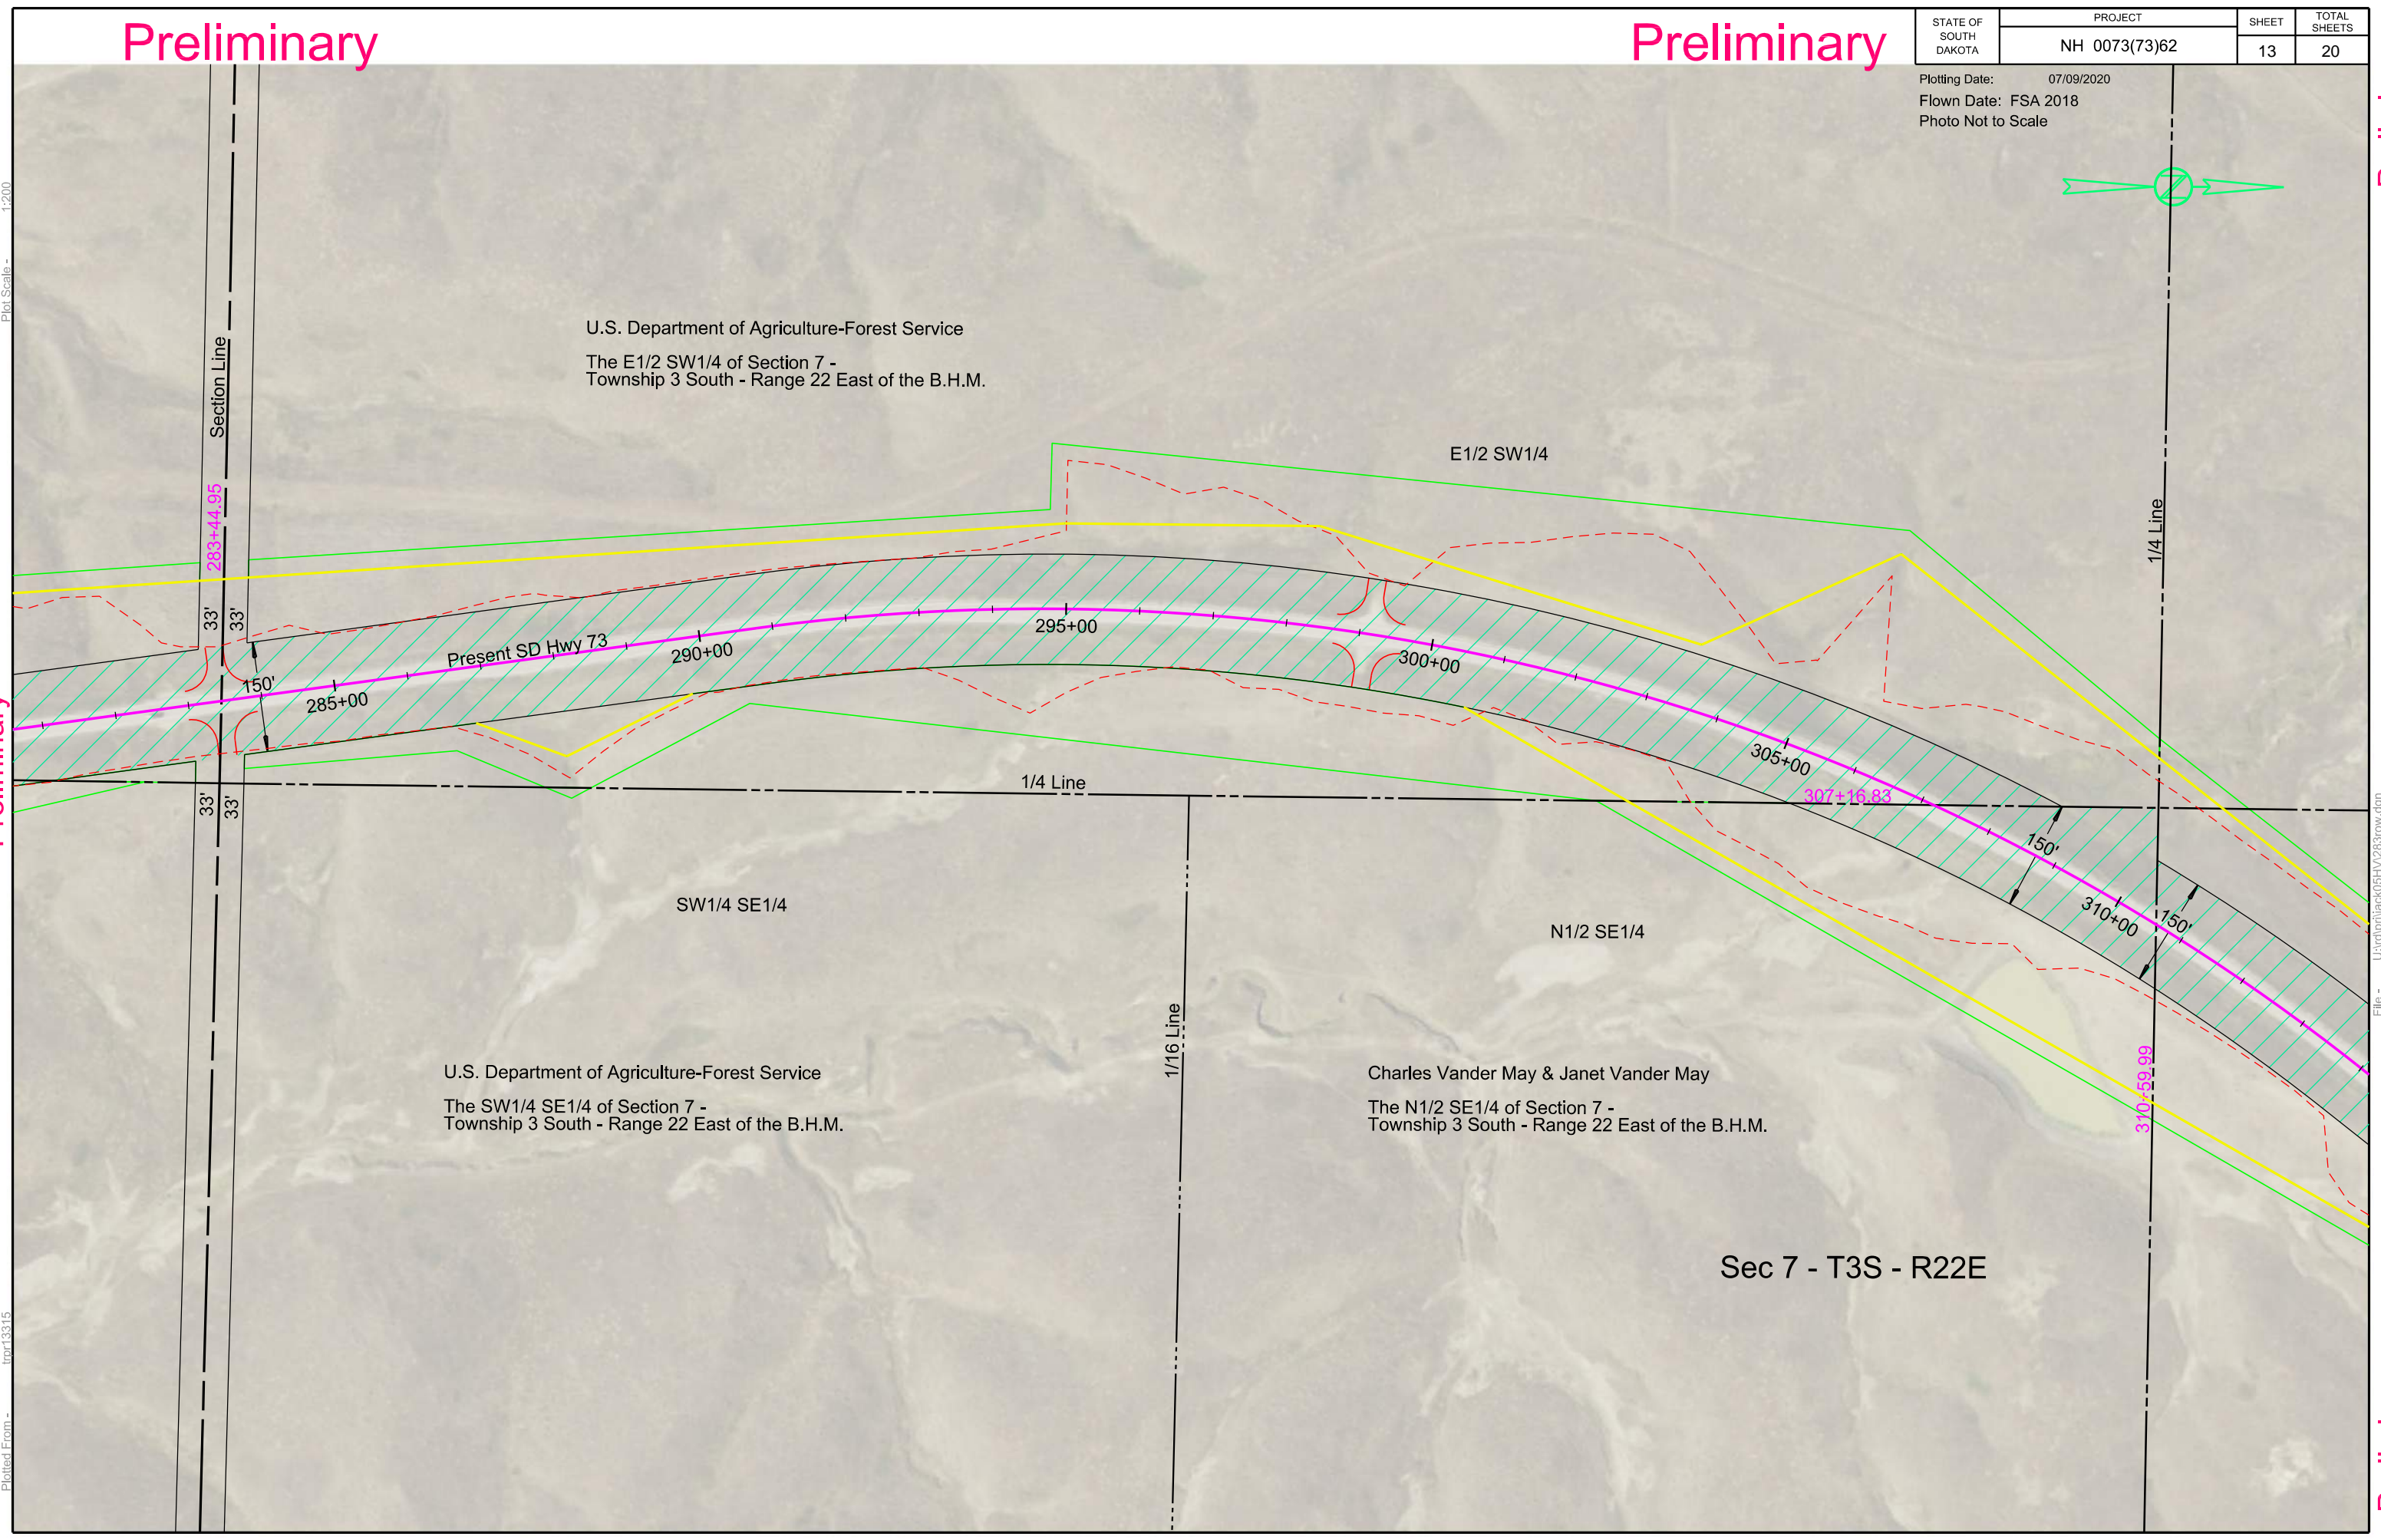 Preliminary
Preliminary
STATE OF
SOUTH
DAKOTA
PROJECT
NH 0073(73)62
SHEET
13
TOTAL
SHEETS
20
Plotting Date: 07/09/2020
Flown Date: FSA 2018
Photo Not to Scale
Plot Scale - 1:200
Section Line
283+44.95
33'
33'
U.S. Department of Agriculture-Forest Service
The E1/2 SW1/4 of Section 7 -
Township 3 South - Range 22 East of the B.H.M.
E1/2 SW1/4
1/4 Line
Present SD Hwy 73
150'
285+00
290+00
295+00
300+00
305+00
307+16.83
150'
310+00
150'
1/4 Line
33'
33'
SW1/4 SE1/4
N1/2 SE1/4
1/16 Line
310+59.99
U.S. Department of Agriculture-Forest Service
The SW1/4 SE1/4 of Section 7 -
Township 3 South - Range 22 East of the B.H.M.
Charles Vander May & Janet Vander May
The N1/2 SE1/4 of Section 7 -
Township 3 South - Range 22 East of the B.H.M.
Sec 7 - T3S - R22E
Plotted From - trpr13315
File -